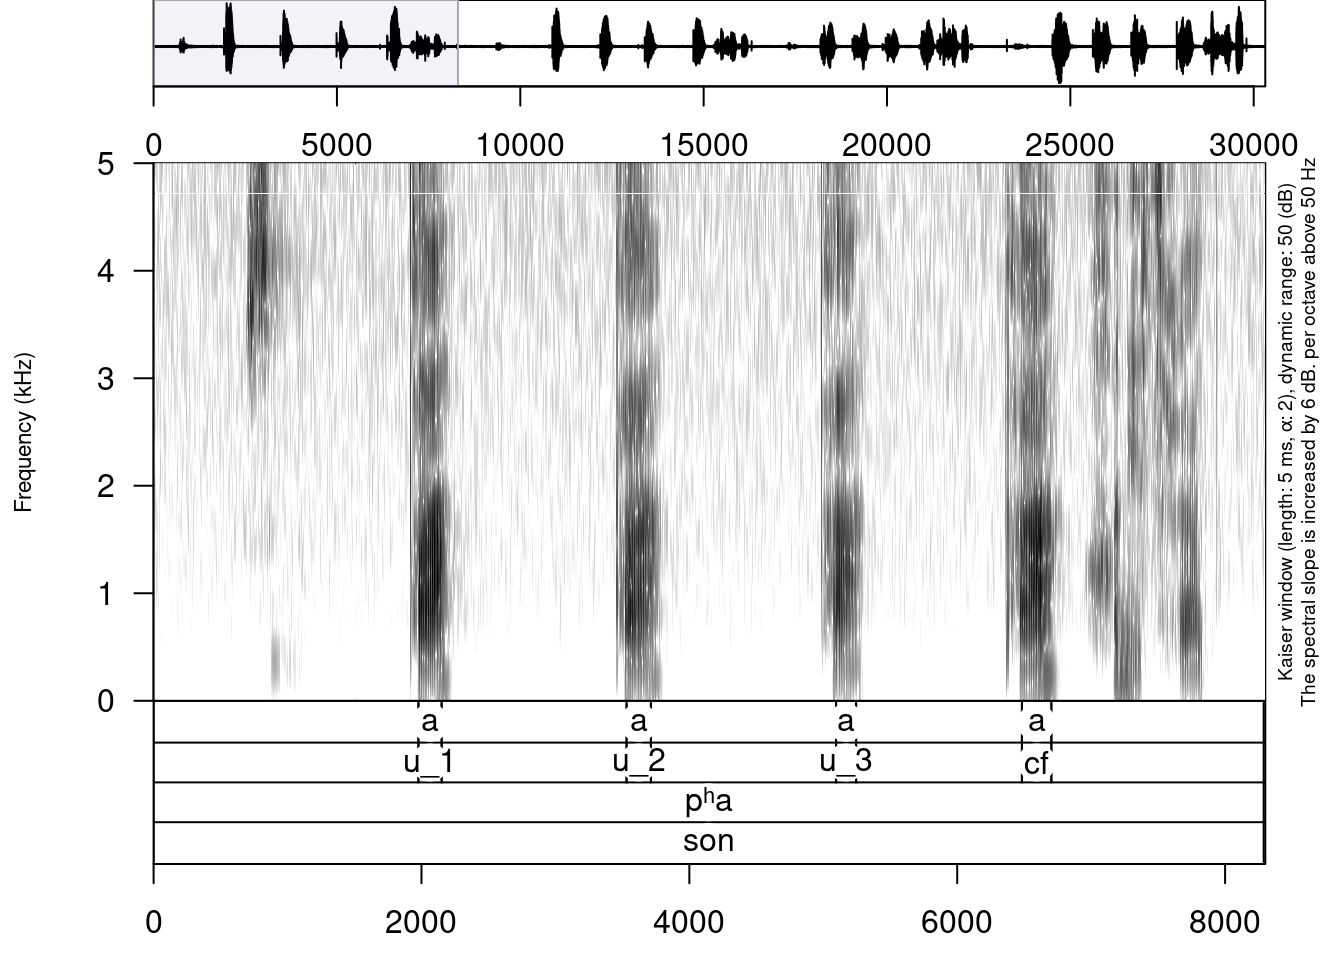 0 5000 10000 15000 20000 25000 30000
5
4
3
2
1
0
Frequency (kHz)
Kaiser window (length: 5 ms, α: 2), dynamic range: 50 (dB)
The spectral slope is increased by 6 dB. per octave above 50 Hz
a a a a
u_1 u_2 u_3 cf
pʰa
son
0 2000 4000 6000 8000